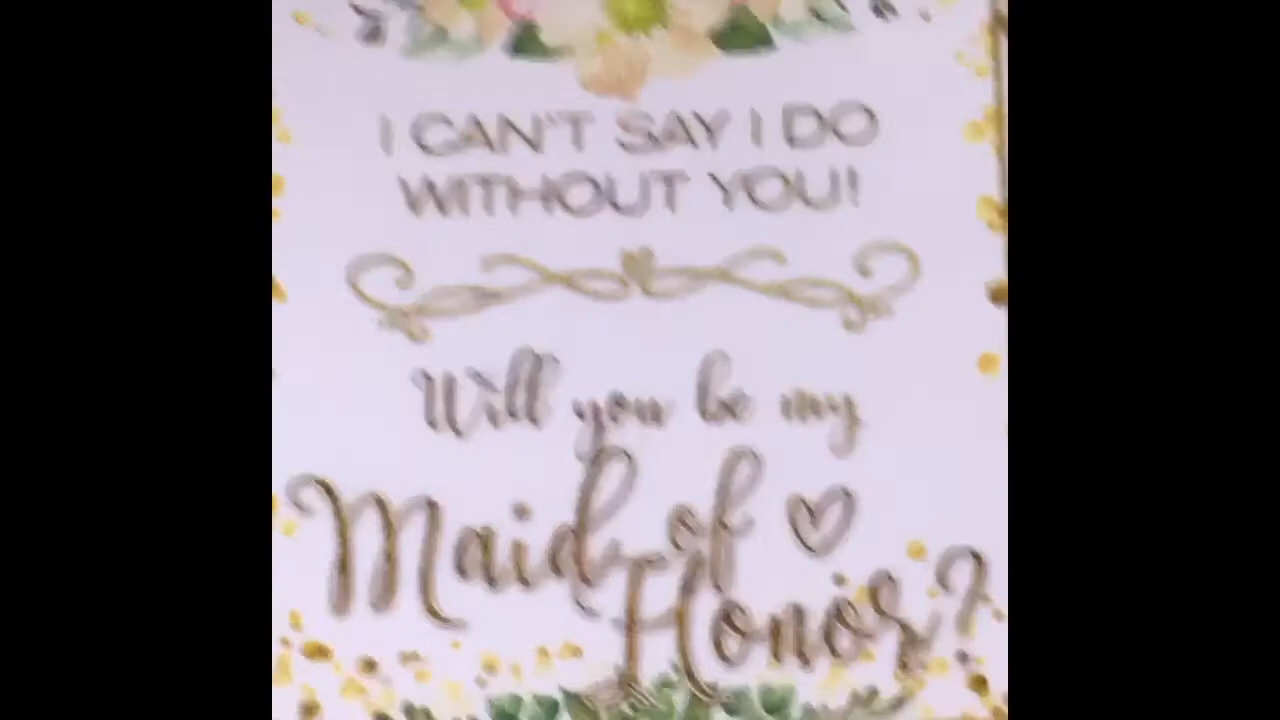 I CAN'T SAY I DO
WITHOUT YOU!
Will you be my
Maid of
Honor?